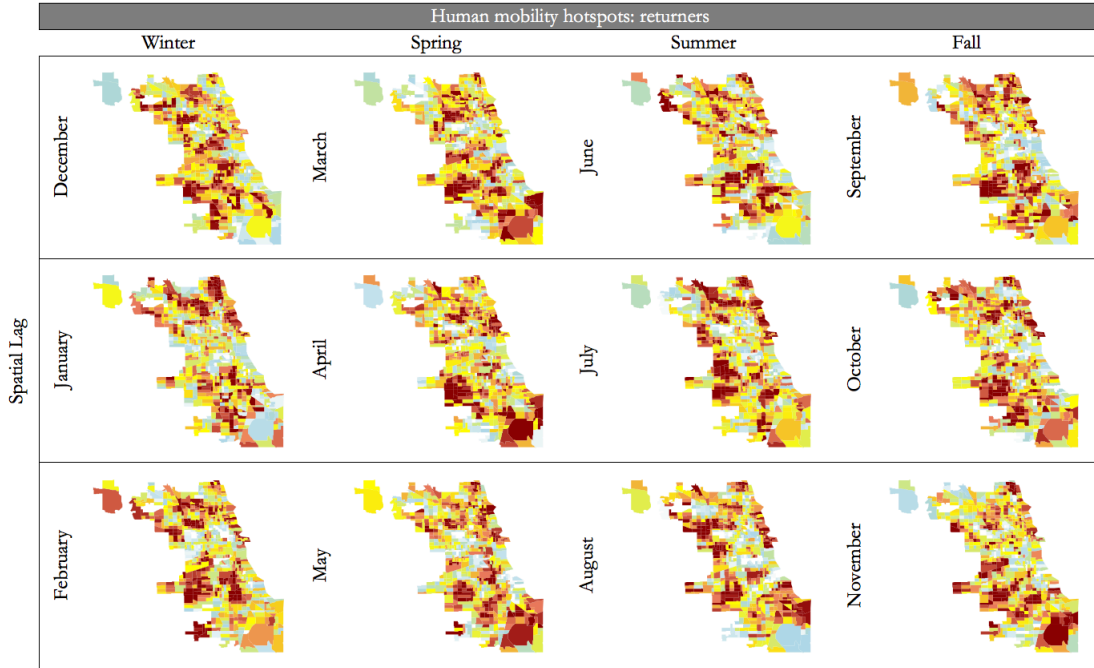 Human mobility hotspots: returners
Winter
Spring
Summer
Fall
Spatial Lag
December
March
June
September
January
April
July
October
February
May
August
November